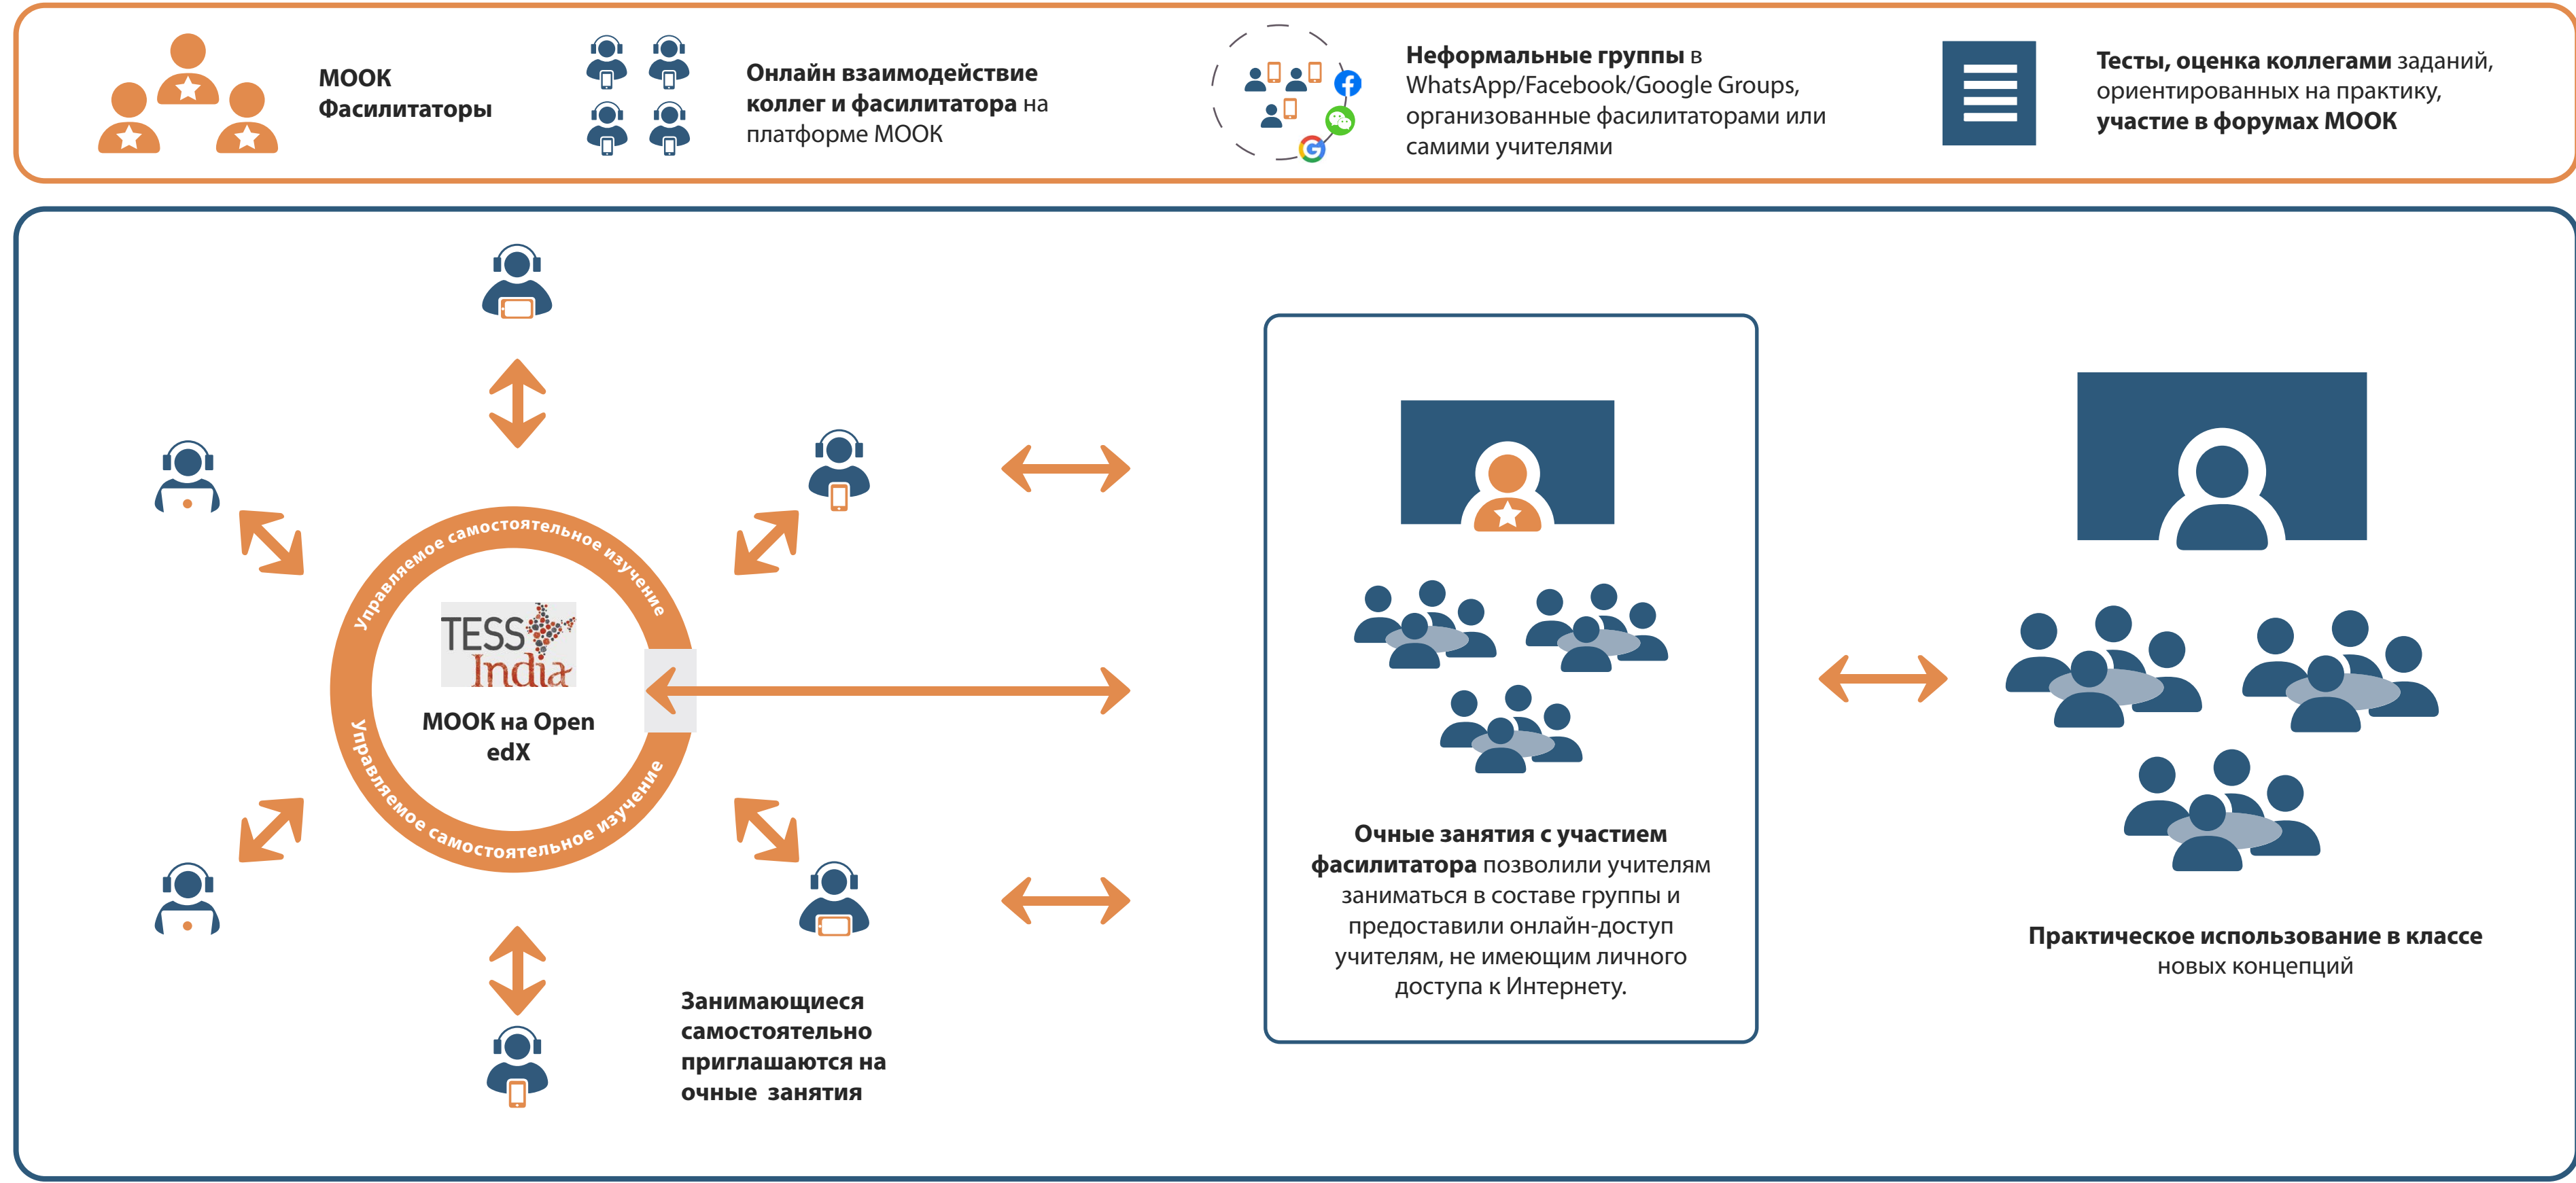 МООК
Фасилитаторы
Онлайн взаимодействие
коллег и фасилитатора на
платформе МООК
Неформальные группы в
WhatsApp/Facebook/Google Groups,
организованные фасилитаторами или
самими учителями
Тесты, оценка коллегами заданий,
ориентированных на практику,
участие в форумах МООК
Управляемое самостоятельное изучение
TESS
India
МООК на Open
edX
Управляемое самостоятельное изучение
Занимающиеся
самостоятельно
приглашаются на
очные занятия
Очные занятия с участием
фасилитатора позволили учителям
заниматься в составе группы и
предоставили онлайн-доступ
учителям, не имеющим личного
доступа к Интернету.
Практическое использование в классе
новых концепций